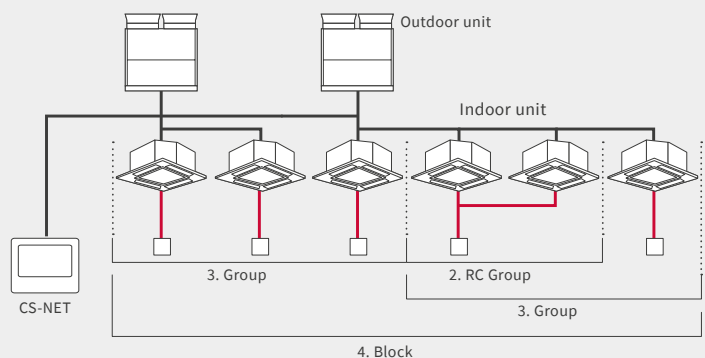 Outdoor unit
Indoor unit
CS-NET
3. Group
2. RC Group
3. Group
4. Block